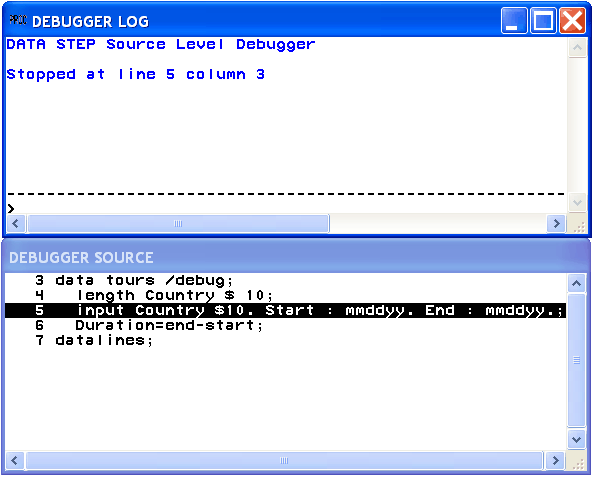 DEBUGGER LOG
DATA STEP Source Level Debugger
Stopped at line 5 column 3
>
DEBUGGER SOURCE
3 data tours /debug;
4 length Country $ 10;
5 input Country $10. Start : mmddyy. End : mmddyy.;
6 Duration=end-start;
7 datalines;